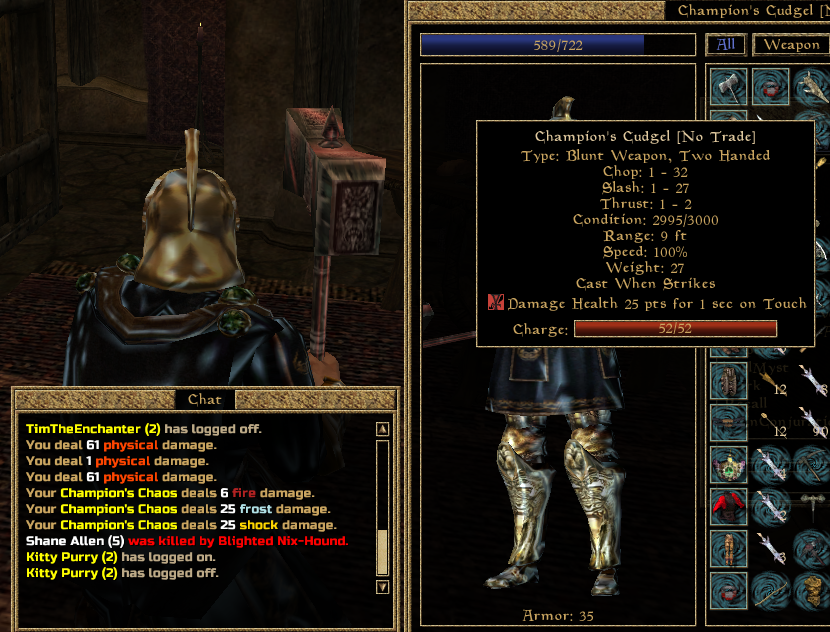 Champion's Cudgel [N
589/722
All
Weapon
Champion's Cudgel [No Trade]
Type: Blunt Weapon, Two Handed
Chop: 1 - 32
Slash: 1 - 27
Thrust: 1 - 2
Condition: 2995/3000
Range: 9 ft
Speed: 100%
Weight: 27
Cast When Strikes
Damage Health 25 pts for 1 sec on Touch
Charge: 52/52
12
12
Armor: 35
Chat
TimTheEnchanter (2) has logged off.
You deal 61 physical damage.
You deal 1 physical damage.
You deal 61 physical damage.
Your Champion's Chaos deals 6 fire damage.
Your Champion's Chaos deals 25 frost damage.
Your Champion's Chaos deals 25 shock damage.
Shane Allen (5) was killed by Blighted Nix-Hound.
Kitty Purry (2) has logged on.
Kitty Purry (2) has logged off.